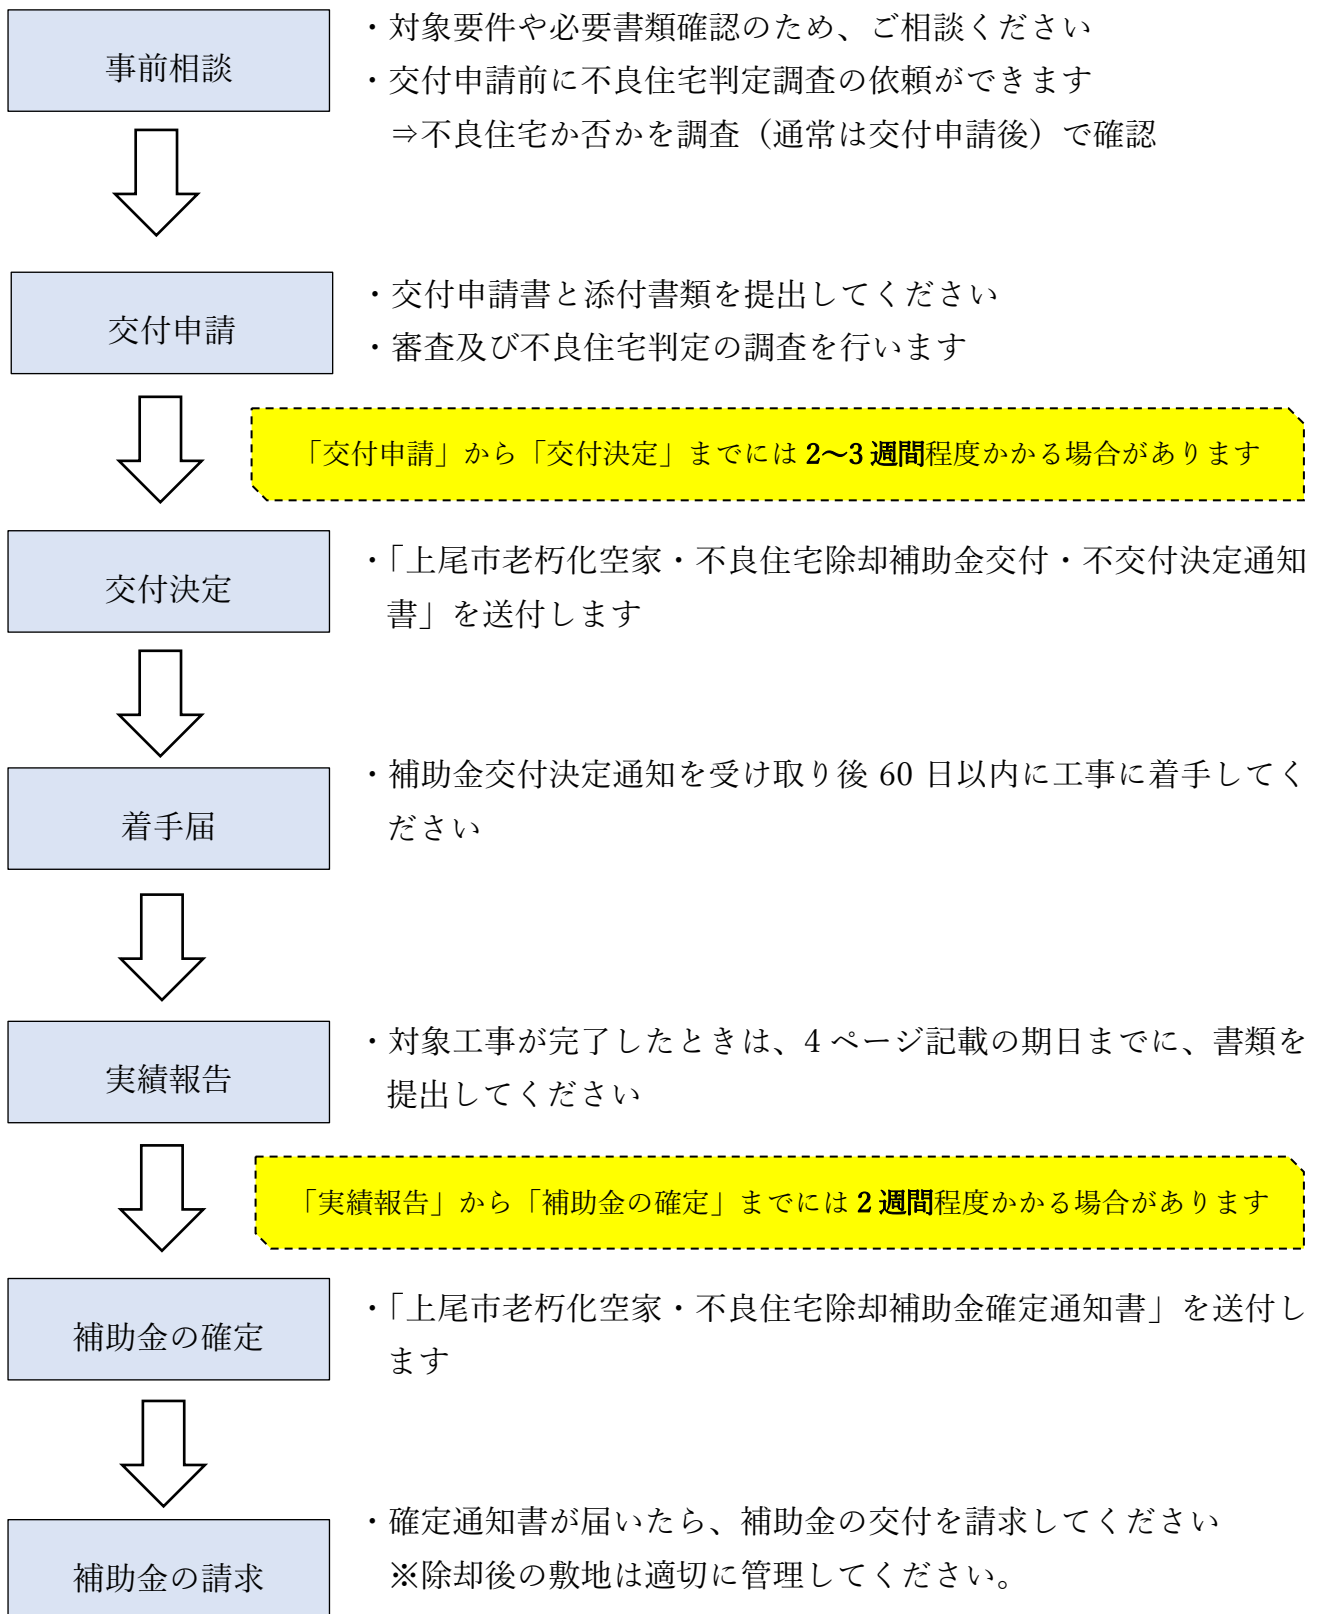 事前相談
・対象要件や必要書類確認のため、ご相談ください
・交付申請前に不良住宅判定調査の依頼ができます
⇒不良住宅か否かを調査（通常は交付申請後）で確認
交付申請
・交付申請書と添付書類を提出してください
・審査及び不良住宅判定の調査を行います
「交付申請」から「交付決定」までには 2～3 週間程度かかる場合があります
交付決定
・「上尾市老朽化空家・不良住宅除却補助金交付・不交付決定通知
書」を送付します
着手届
・補助金交付決定通知を受け取り後 60 日以内に工事に着手してく
ださい
実績報告
・対象工事が完了したときは、4 ページ記載の期日までに、書類を
提出してください
「実績報告」から「補助金の確定」までには 2 週間程度かかる場合があります
補助金の確定
・「上尾市老朽化空家・不良住宅除却補助金確定通知書」を送付し
ます
補助金の請求
・確定通知書が届いたら、補助金の交付を請求してください
※除却後の敷地は適切に管理してください。